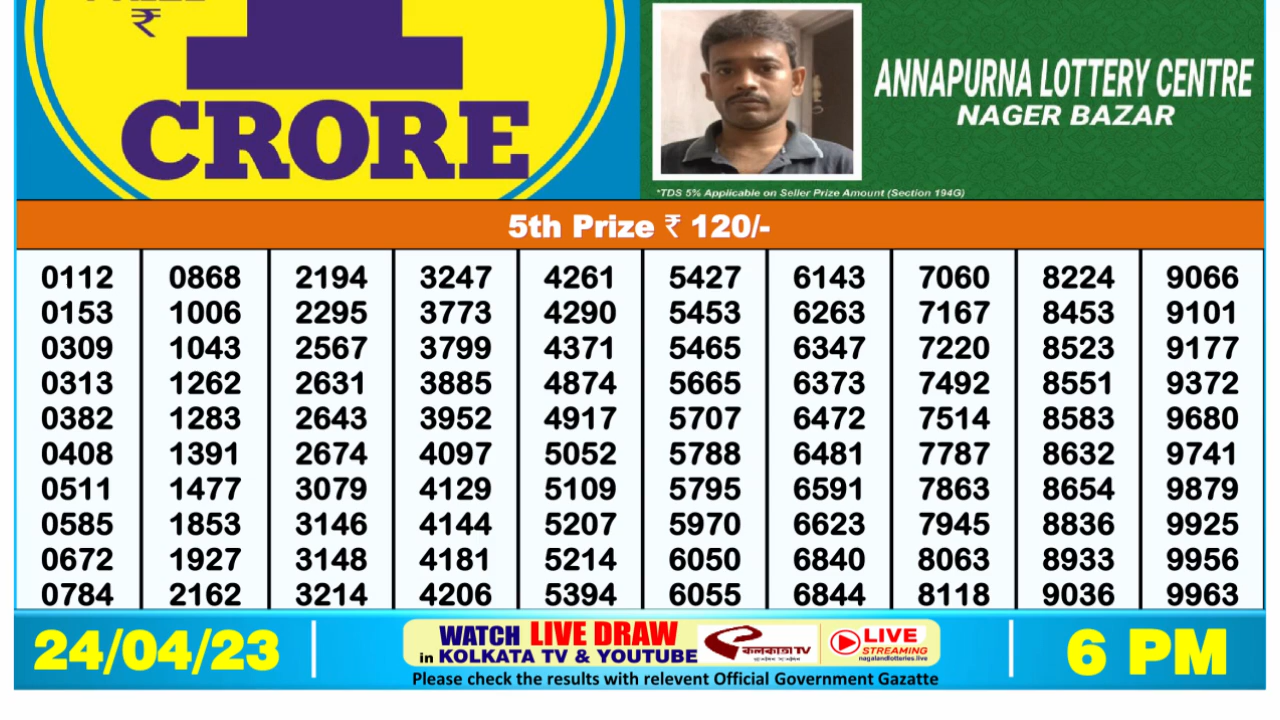 ₹
1
CRORE
ANNAPURNA LOTTERY CENTRE
NAGER BAZAR
*TDS 5% Applicable on Seller Prize Amount (Section 194G)
5th Prize ₹ 120/-
0112 0868 2194 3247 4261 5427 6143 7060 8224 9066
0153 1006 2295 3773 4290 5453 6263 7167 8453 9101
0309 1043 2567 3799 4371 5465 6347 7220 8523 9177
0313 1262 2631 3885 4874 5665 6373 7492 8551 9372
0382 1283 2643 3952 4917 5707 6472 7514 8583 9680
0408 1391 2674 4097 5052 5788 6481 7787 8632 9741
0511 1477 3079 4129 5109 5795 6591 7863 8654 9879
0585 1853 3146 4144 5207 5970 6623 7945 8836 9925
0672 1927 3148 4181 5214 6050 6840 8063 8933 9956
0784 2162 3214 4206 5394 6055 6844 8118 9036 9963
24/04/23
WATCH LIVE DRAW
in KOLKATA TV & YOUTUBE
কলকাতা TV
LIVE
STREAMING
nagalandlotteries.live
6 PM
Please check the results with relevent Official Government Gazatte